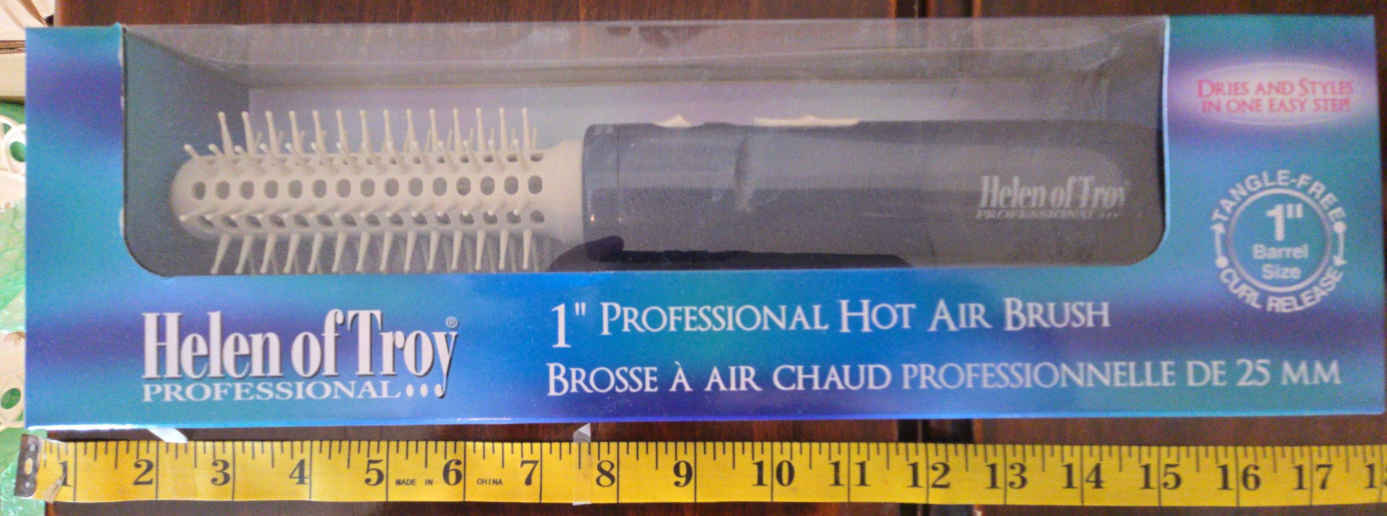 DRIES AND STYLES
IN ONE EASY STEP!
Helen of Troy
PROFESSIONAL...
TANGLE-FREE
1"
Barrel
Size
CURL RELEASE
Helen of Troy®
PROFESSIONAL...
1" PROFESSIONAL HOT AIR BRUSH
BROSSE À AIR CHAUD PROFESSIONNELLE DE 25 MM
1 2 3 4 5 MADE IN 6 CHINA 7 8 9 10 11 12 13 14 15 16 17